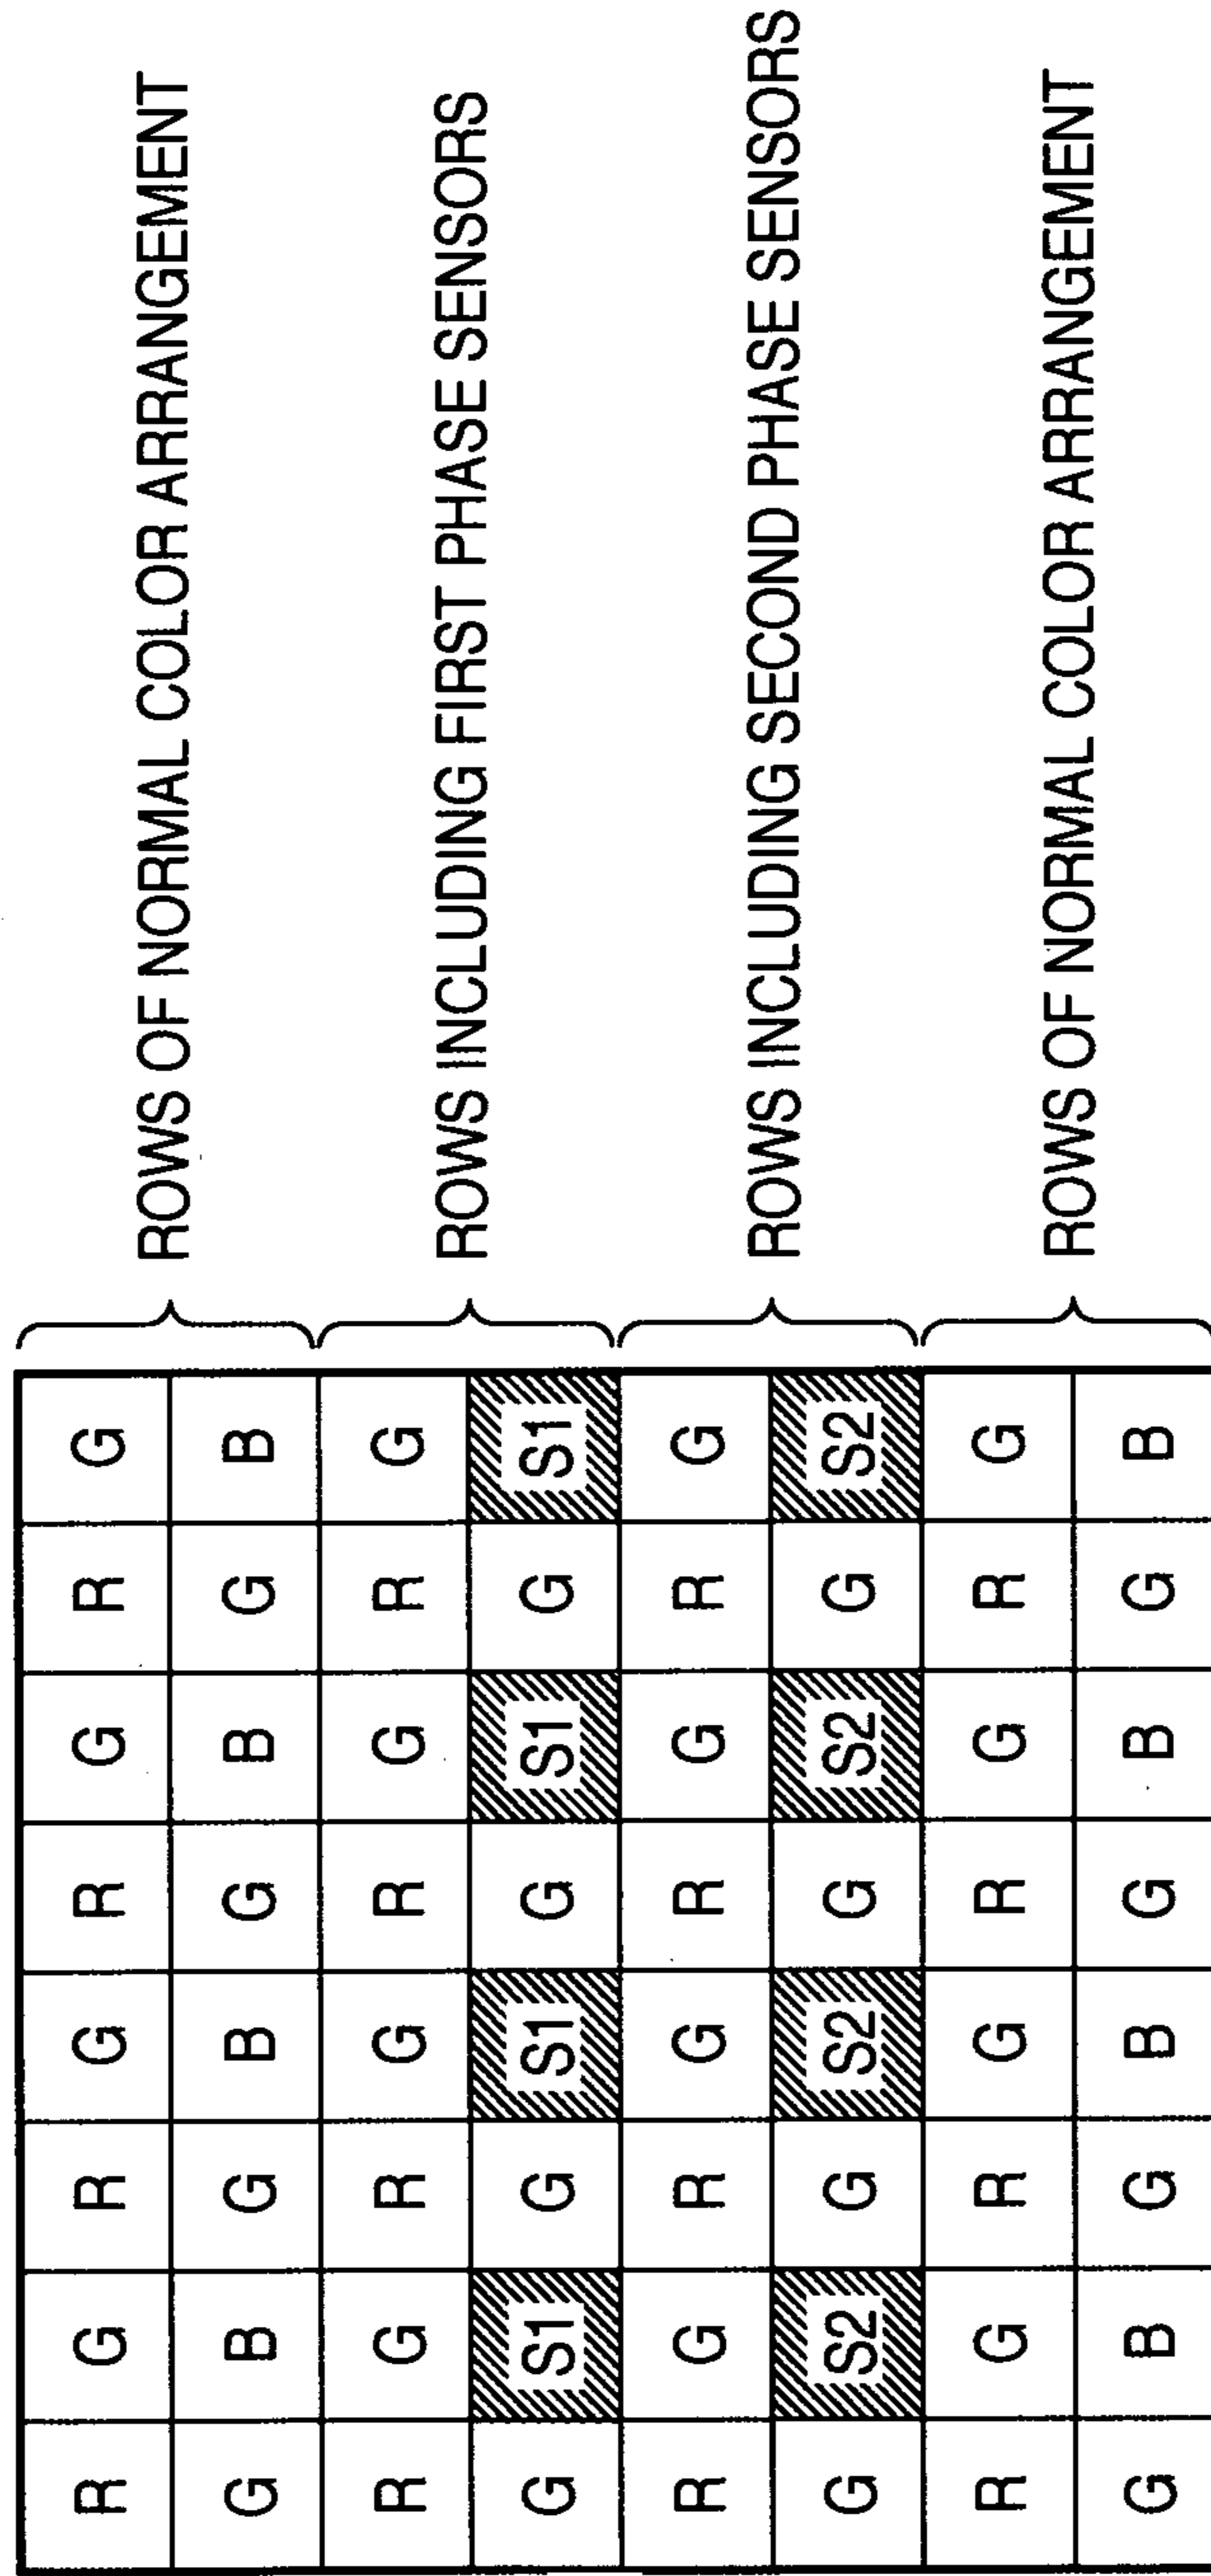 R G R G R G R G
G B G B G B G B
ROWS OF NORMAL COLOR ARRANGEMENT
R G R G R G R G
G S1 G S1 G S1 G S1
ROWS INCLUDING FIRST PHASE SENSORS
R G R G R G R G
G S2 G S2 G S2 G S2
ROWS INCLUDING SECOND PHASE SENSORS
R G R G R G R G
G B G B G B G B
ROWS OF NORMAL COLOR ARRANGEMENT